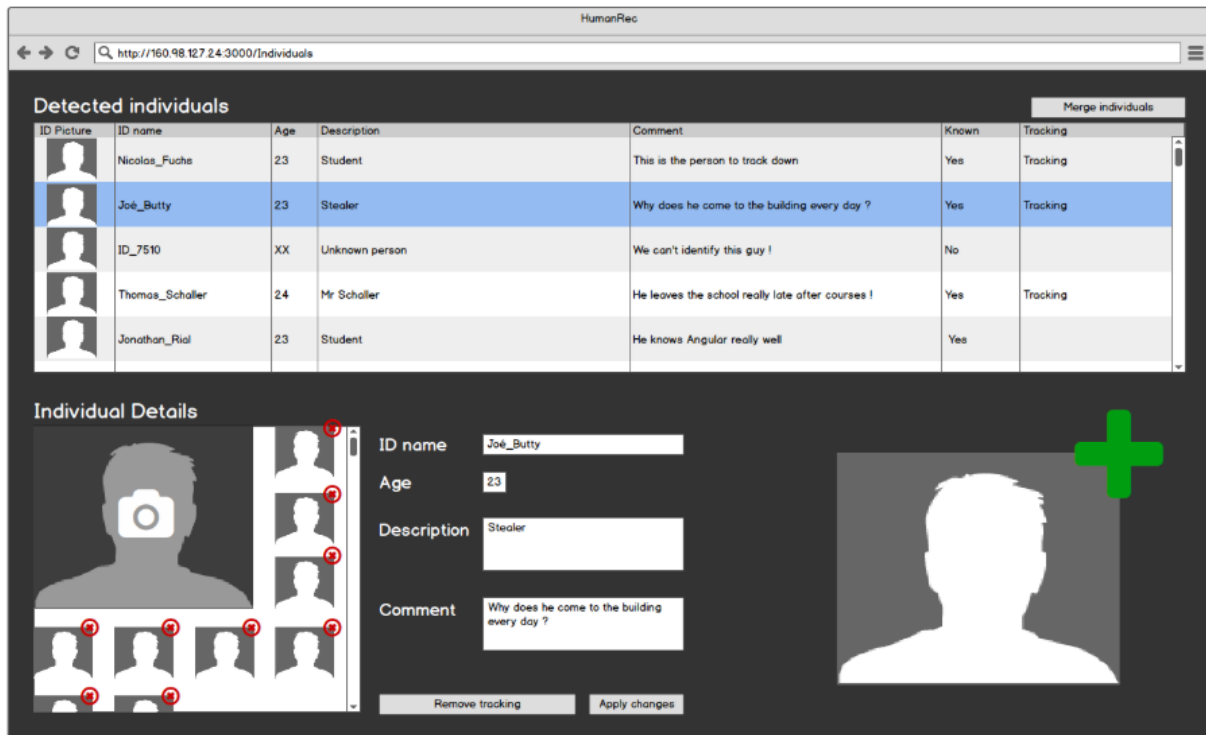 HumanRec
http://160.98.127.24:3000/Individuals
Detected individuals
Merge individuals
ID Picture ID name Age Description Comment Known Tracking
Nicolas_Fuchs 23 Student This is the person to track down Yes Tracking
Joé_Butty 23 Stealer Why does he come to the building every day ? Yes Tracking
ID_7510 XX Unknown person We can't identify this guy ! No
Thomas_Schaller 24 Mr Schaller He leaves the school really late after courses ! Yes Tracking
Jonathan_Rial 23 Student He knows Angular really well Yes
Individual Details
ID name Joé_Butty
Age 23
Description Stealer
Comment Why does he come to the building
every day ?
Remove tracking Apply changes